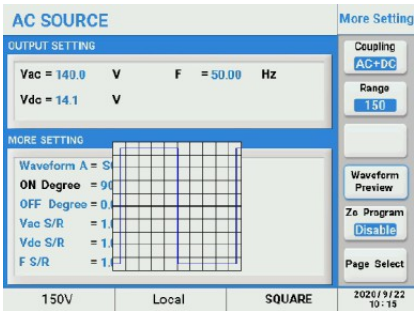 AC SOURCE
More Setting
OUTPUT SETTING
Vac = 140.0 V F = 50.00 Hz
Vdc = 14.1 V
MORE SETTING
Waveform A =
ON Degree =
OFF Degree =
Vac S/R =
Vdc S/R =
F S/R =
Coupling
AC+DC
Range
150
Waveform
Preview
Zo Program
Disable
Page Select
150V Local SQUARE
2020/9/22
10:15